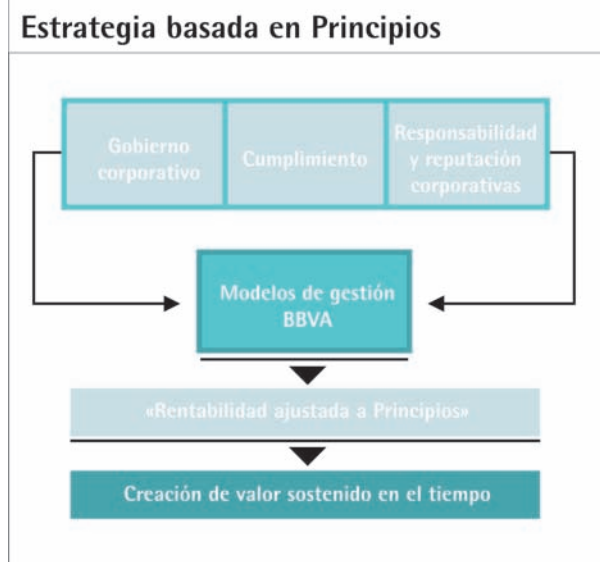 Estrategia basada en Principios
Gobierno
corporativo
Cumplimiento
Responsabilidad
y reputación
corporativas
Modelos de gestión
BBVA
«Rentabilidad ajustada a Principios»
Creación de valor sostenido en el tiempo